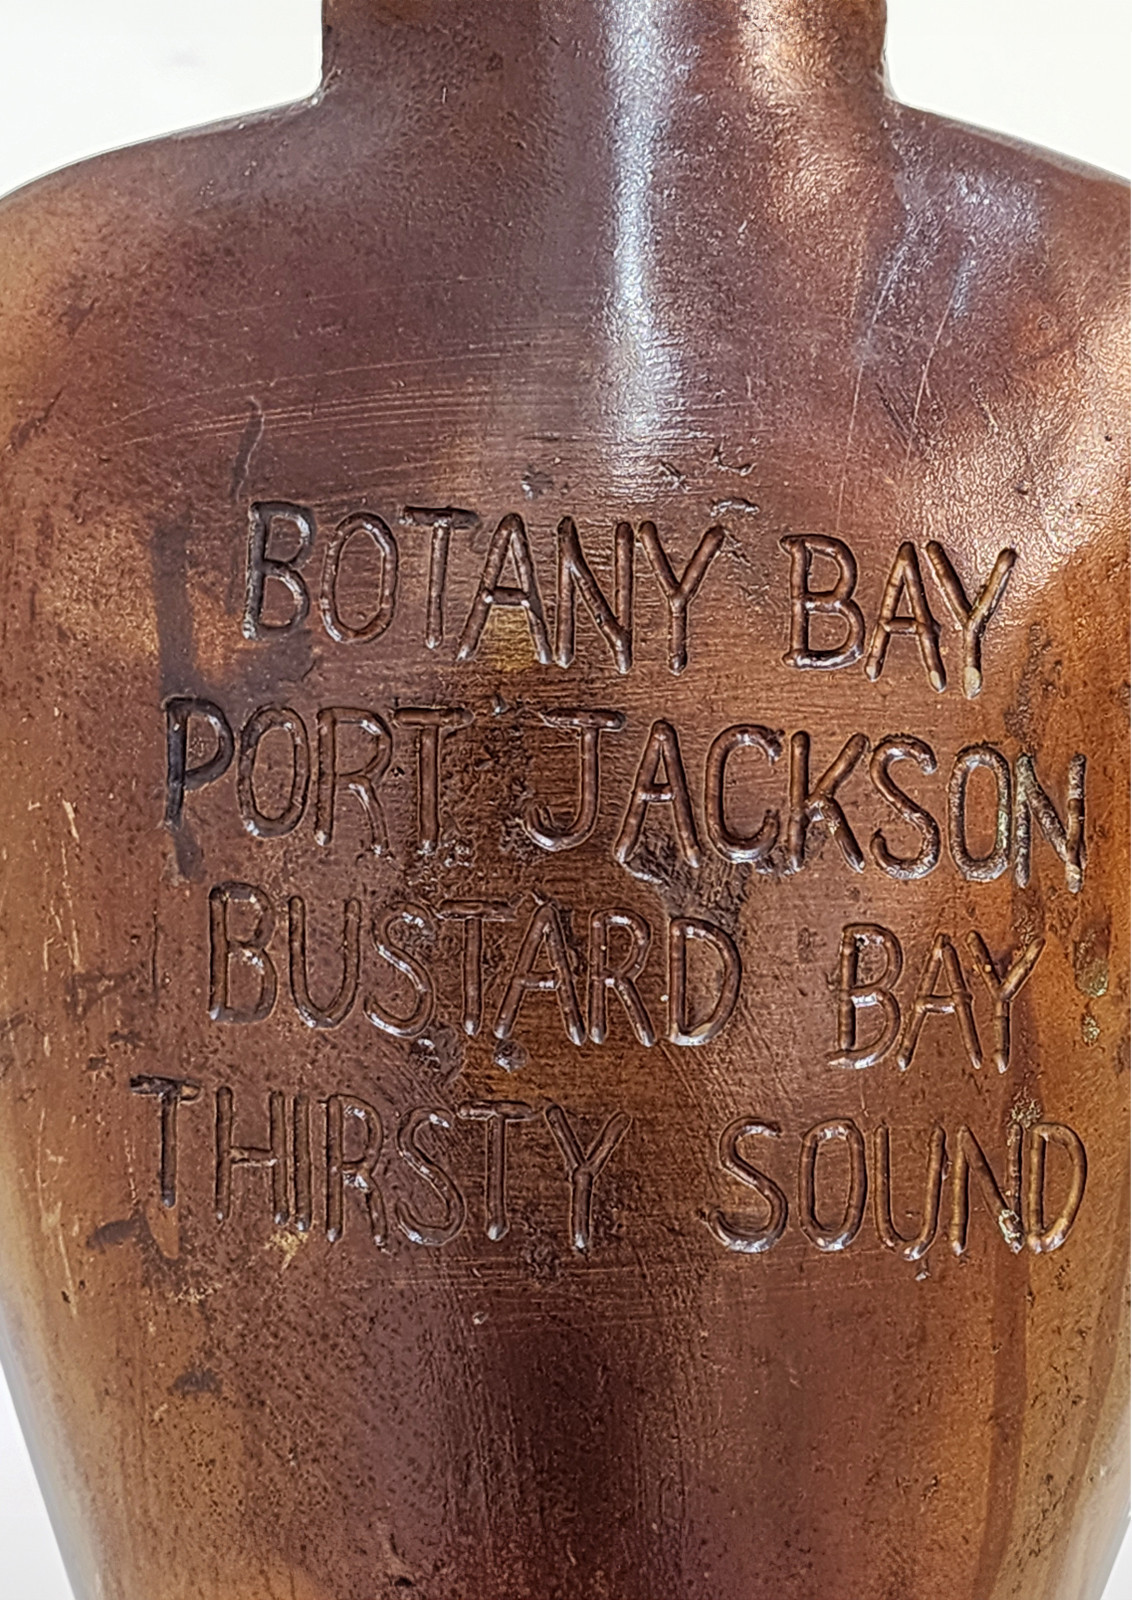 BOTANY BAY
PORT JACKSON
BUSTARD BAY
THIRSTY SOUND